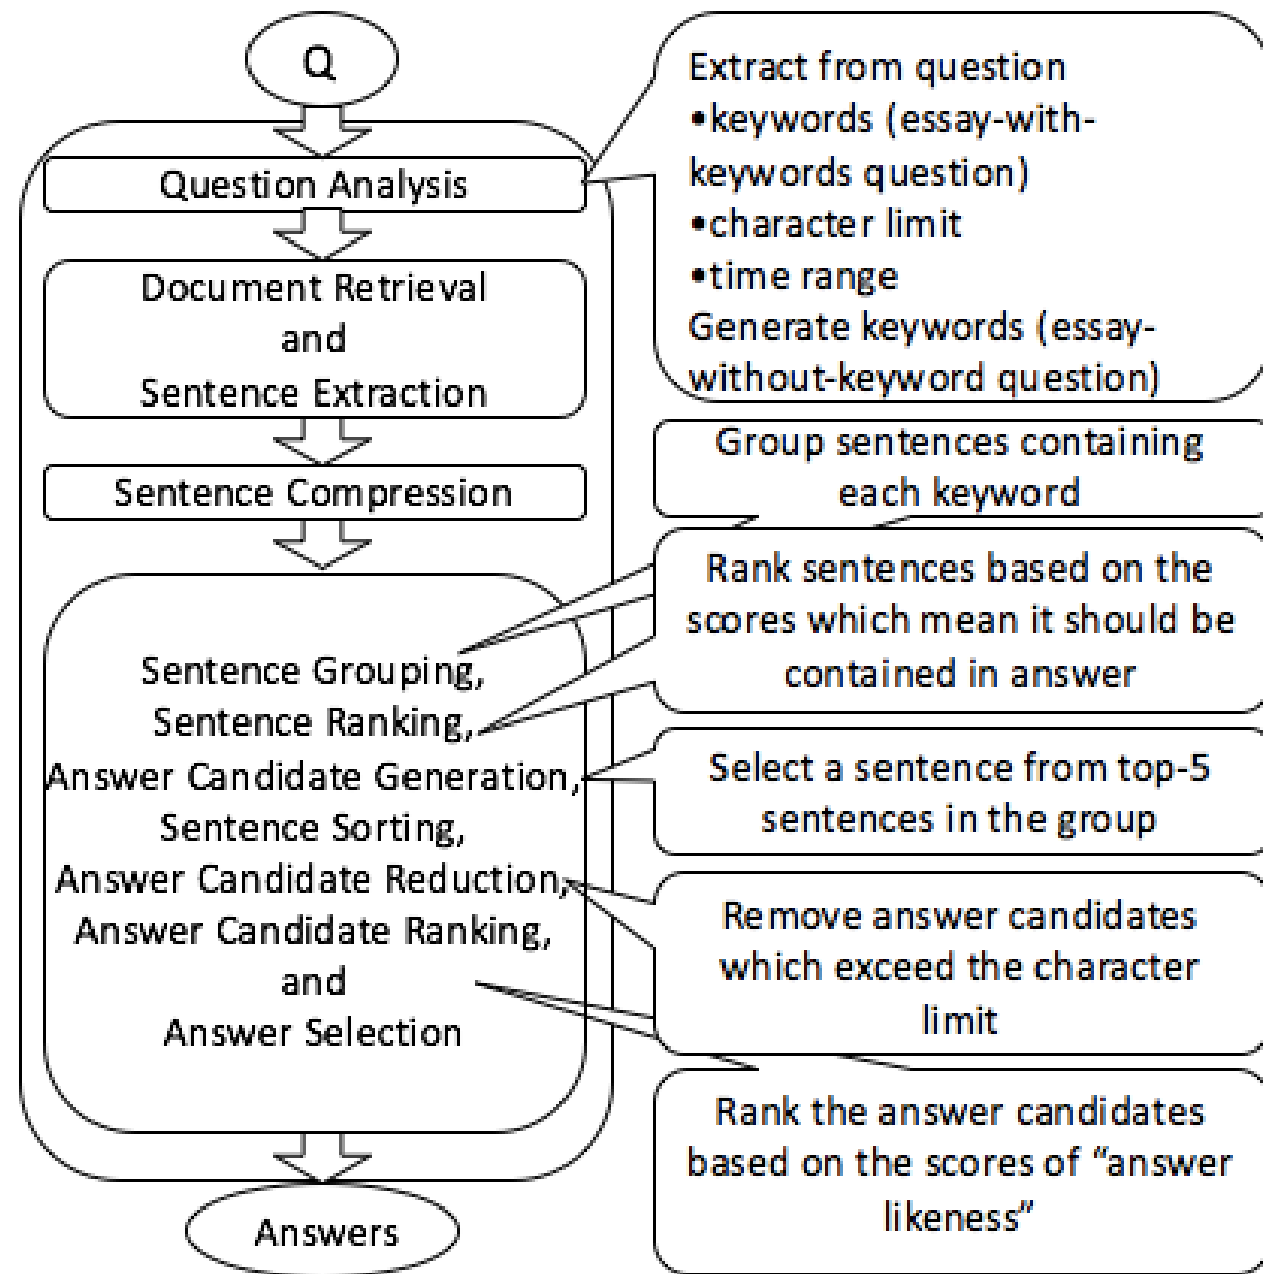 Q
Question Analysis
Document Retrieval
and
Sentence Extraction
Sentence Compression
Sentence Grouping,
Sentence Ranking,
Answer Candidate Generation,
Sentence Sorting,
Answer Candidate Reduction,
Answer Candidate Ranking,
and
Answer Selection
Answers
Extract from question
•keywords (essay-with-
keywords question)
•character limit
•time range
Generate keywords (essay-
without-keyword question)
Group sentences containing
each keyword
Rank sentences based on the
scores which mean it should be
contained in answer
Select a sentence from top-5
sentences in the group
Remove answer candidates
which exceed the character
limit
Rank the answer candidates
based on the scores of “answer
likeness”